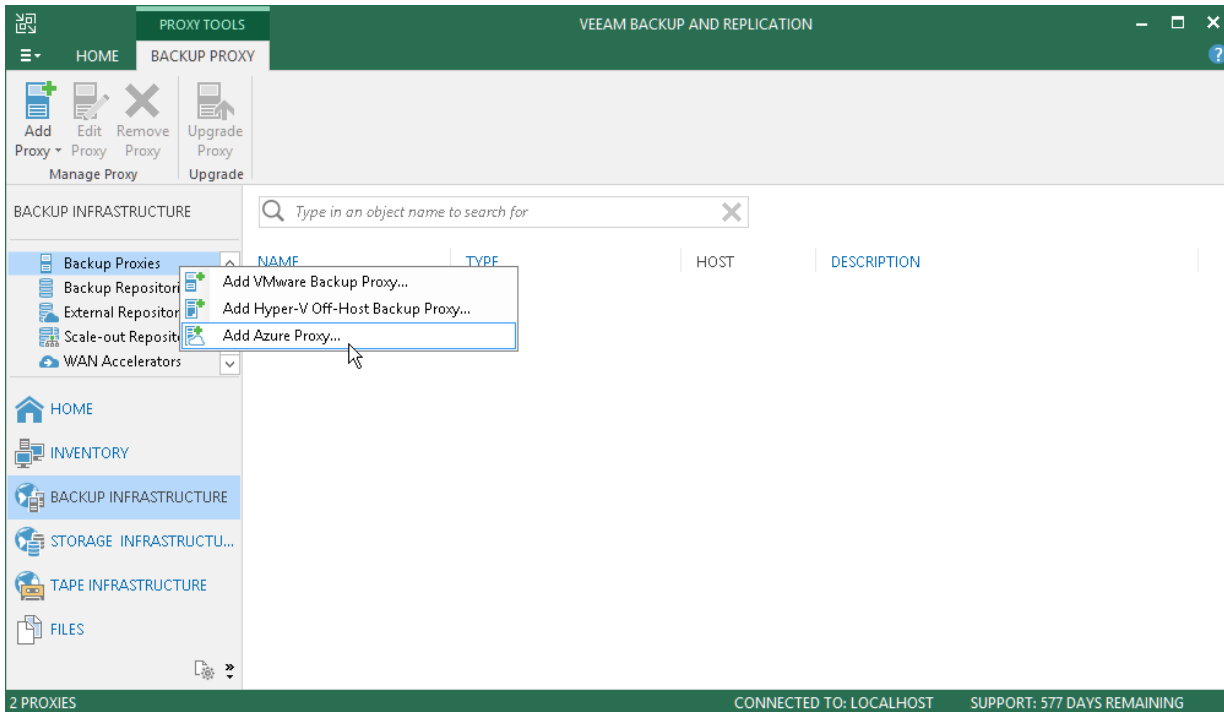 PROXY TOOLS
VEEAM BACKUP AND REPLICATION
HOME
BACKUP PROXY
?
Add Proxy
Edit Proxy
Remove Proxy
Upgrade Proxy
Manage Proxy
Upgrade
BACKUP INFRASTRUCTURE
Type in an object name to search for
NAME TYPE HOST DESCRIPTION
Backup Proxies
Backup Repositori
External Repositor
Scale-out Reposit
WAN Accelerators
Add VMware Backup Proxy...
Add Hyper-V Off-Host Backup Proxy...
Add Azure Proxy...
HOME
INVENTORY
BACKUP INFRASTRUCTURE
STORAGE INFRASTRUCTU...
TAPE INFRASTRUCTURE
FILES
2 PROXIES
CONNECTED TO: LOCALHOST
SUPPORT: 577 DAYS REMAINING